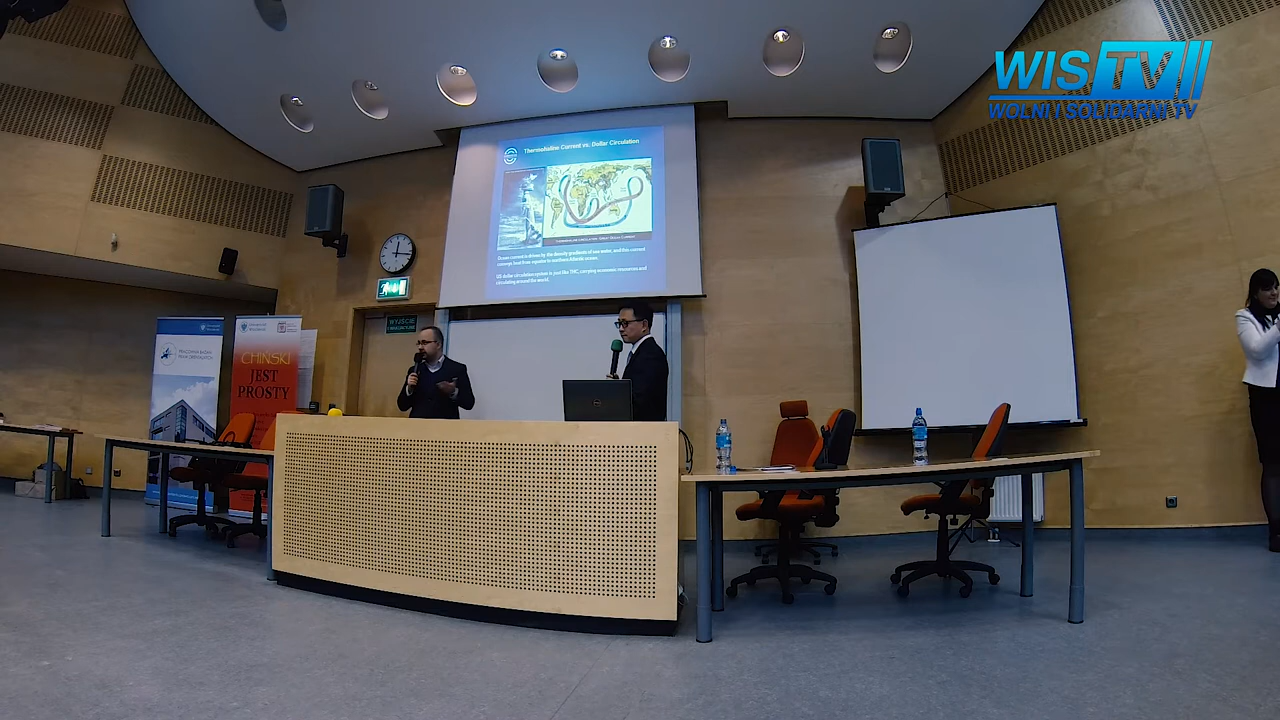 WIS TV
WOLNI I SOLIDARNI TV
Thermohaline Current vs. Dollar Circulation
Ocean current is driven by the density gradients of sea water, and this current
conveys heat from equator to northern Atlantic ocean.
US dollar circulation system is just like THC, carrying economic resources and
circulating around the world.
WYJŚCIE
EWAKUACYJNE
CHIŃSKI
JEST
PROSTY